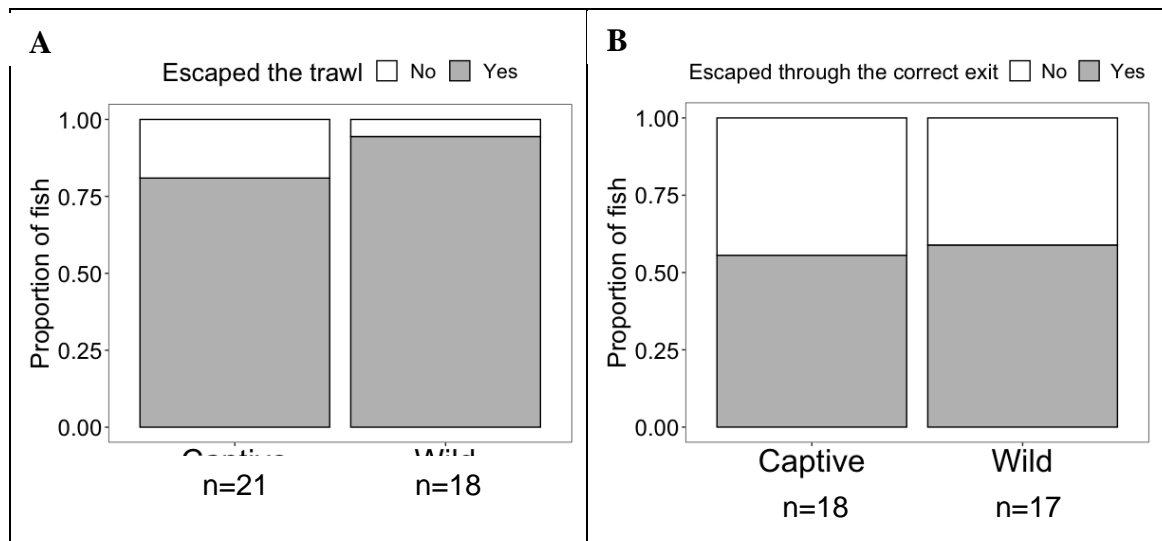 A
Escaped the trawl No Yes
Proportion of fish
1.00
0.75
0.50
0.25
0.00
Captive Wild
n=21 n=18
B
Escaped through the correct exit No Yes
Proportion of fish
1.00
0.75
0.50
0.25
0.00
Captive Wild
n=18 n=17